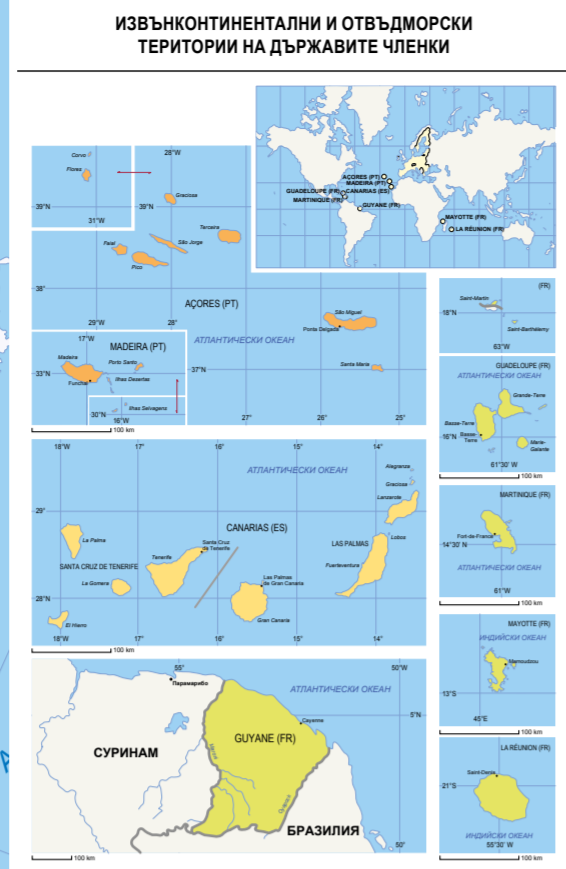 ИЗВЪНКОНТИНЕНТАЛНИ И ОТВЪДМОРСКИ
ТЕРИТОРИИ НА ДЪРЖАВИТЕ ЧЛЕНКИ
AÇORES (PT)
MADEIRA (PT)
GUADELOUPE (FR)
CANARIAS (ES)
MARTINIQUE (FR)
GUYANE (FR)
MAYOTTE (FR)
LA RÉUNION (FR)
Corvo
Flores
28°W
39°N
31°W
39°N
Graciosa
Terceira
Faial
São Jorge
Pico
38°
AÇORES (PT)
29°W
28°
São Miguel
Ponta Delgada
АТЛАНТИЧЕСКИ ОКЕАН
Santa Maria
37°N
27°
26°
25°
17°W
MADEIRA (PT)
Madeira
Porto Santo
33°N
Funchal
Ilhas Desertas
Ilhas Selvagens
30°N
16°W
100 km
(FR)
Saint-Martin
18°N
Saint-Barthélemy
63°W
GUADELOUPE (FR)
АТЛАНТИЧЕСКИ ОКЕАН
Grande-Terre
Basse-Terre
Basse-
Terre
16°N
Marie-
Galante
61°30' W
100 km
18°W
17°
16°
15°
14°
АТЛАНТИЧЕСКИ ОКЕАН
Alegranza
Graciosa
Lanzarote
29°
CANARIAS (ES)
La Palma
Santa Cruz
de Tenerife
Lobos
LAS PALMAS
SANTA CRUZ DE TENERIFE
Tenerife
Fuerteventura
La Gomera
Las Palmas
de Gran Canaria
28°N
El Hierro
Gran Canaria
18°W
17°
16°
15°
14°
100 km
MARTINIQUE (FR)
Fort-de-France
14°30' N
АТЛАНТИЧЕСКИ ОКЕАН
61°W
100 km
MAYOTTE (FR)
ИНДИЙСКИ ОКЕАН
Mamoudzou
13°S
45°E
100 km
55°
50°W
Парамарибо
АТЛАНТИЧЕСКИ ОКЕАН
5°N
Cayenne
GUYANE (FR)
СУРИНАМ
Maroni
Oyapock
БРАЗИЛИЯ
50°
100 km
LA RÉUNION (FR)
Saint-Denis
21°S
ИНДИЙСКИ ОКЕАН
55°30' W
100 km